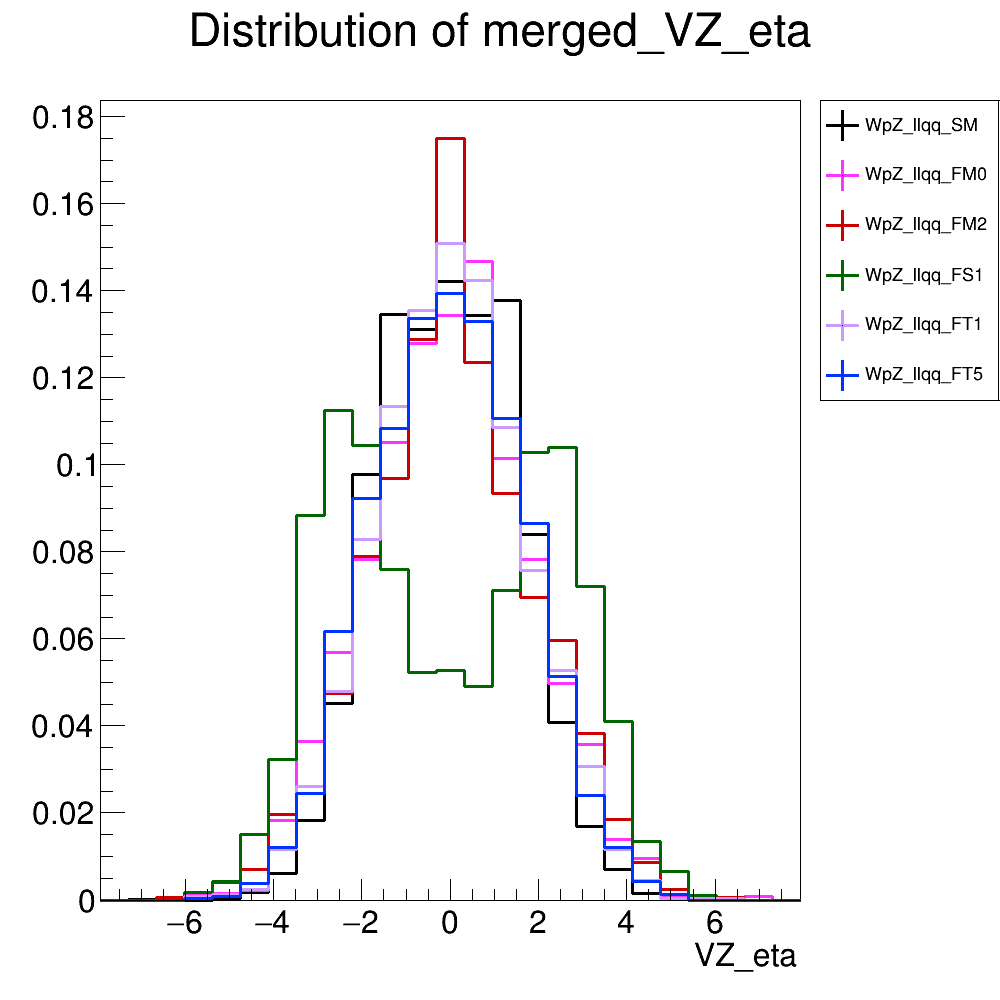 Distribution of merged_VZ_eta
0.18
0.16
0.14
0.12
0.1
0.08
0.06
0.04
0.02
0
−6 −4 −2 0 2 4 6
VZ_eta
WpZ_llqq_SM
WpZ_llqq_FM0
WpZ_llqq_FM2
WpZ_llqq_FS1
WpZ_llqq_FT1
WpZ_llqq_FT5